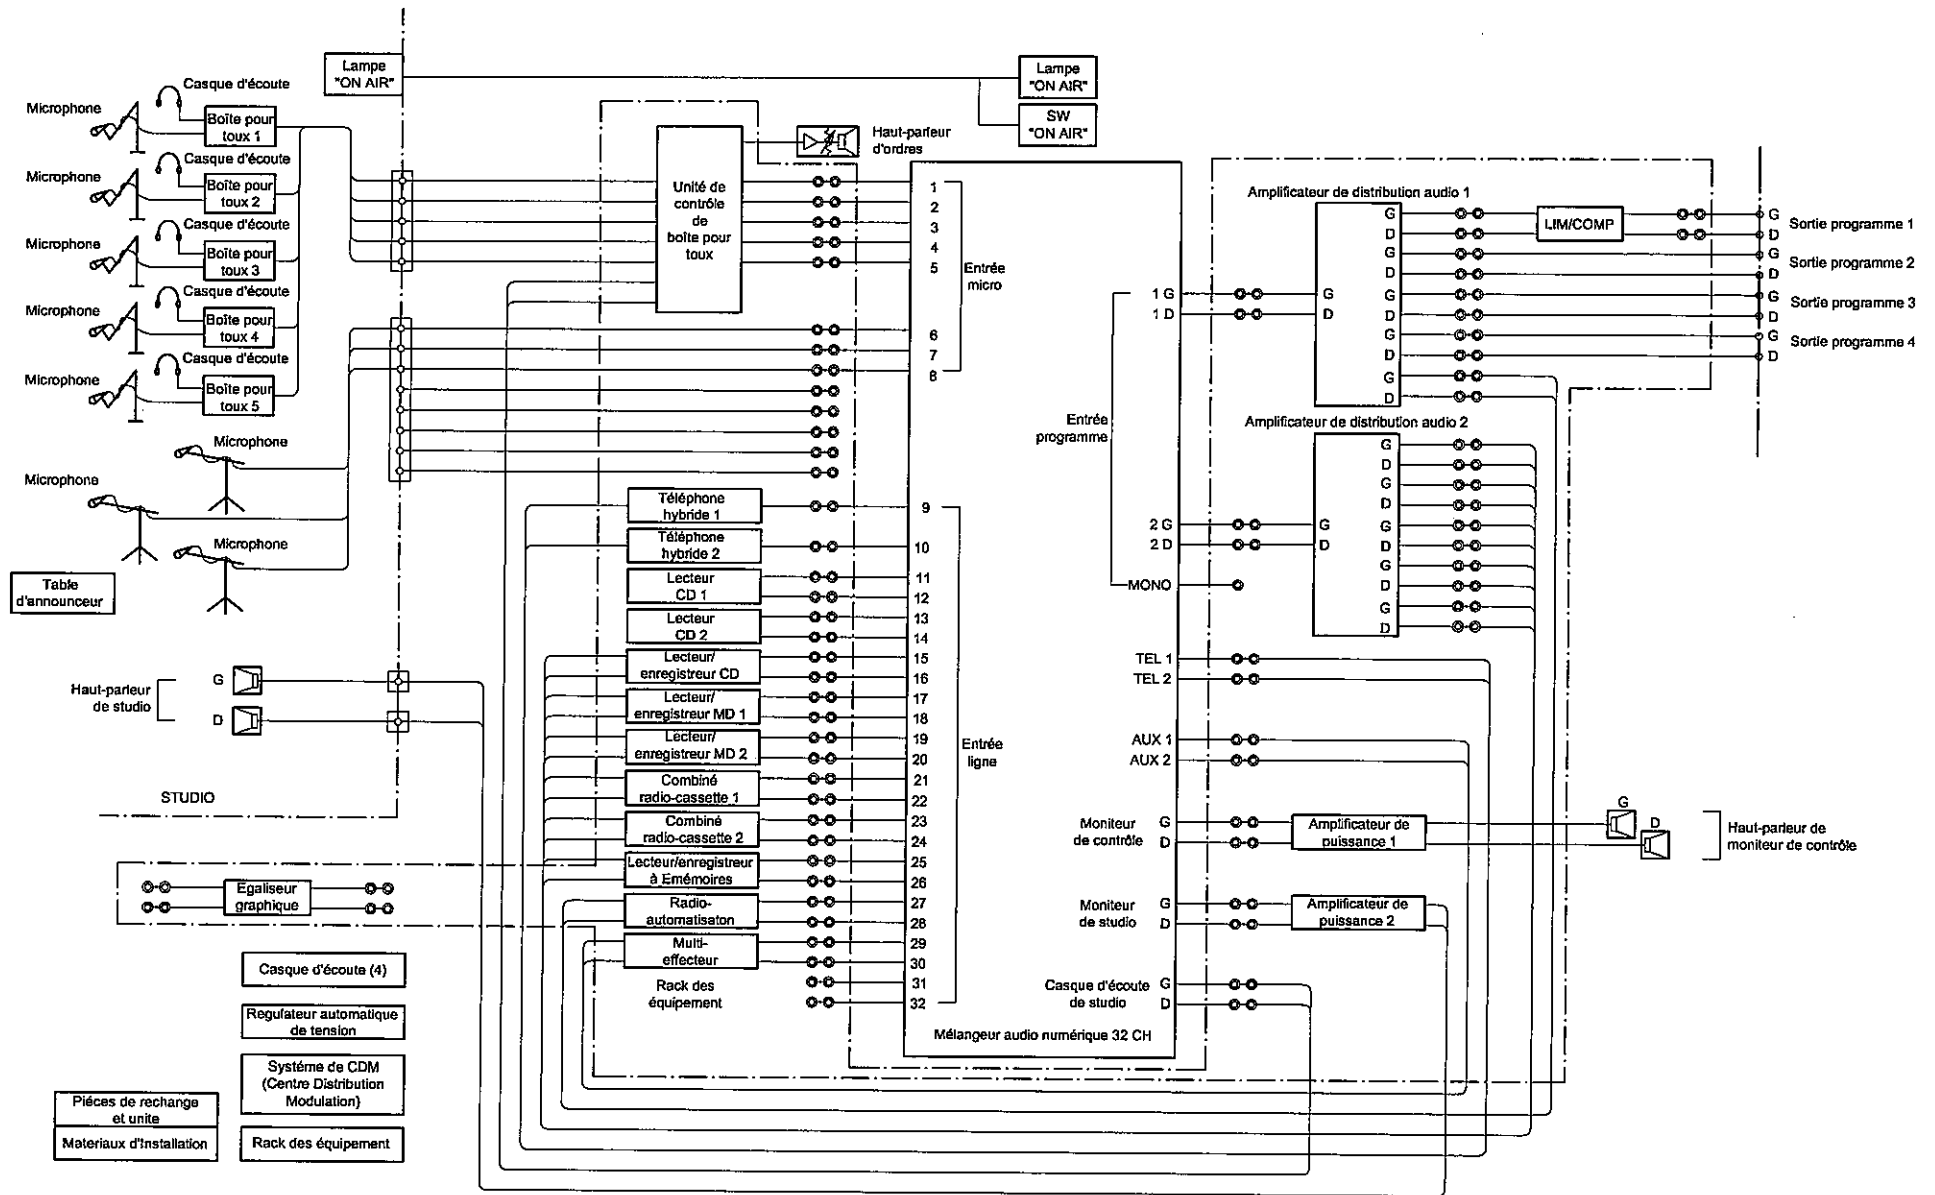 Lampe
"ON AIR"
Lampe
"ON AIR"
SW
"ON AIR"
Casque d'écoute
Microphone
Boîte pour
toux 1
Casque d'écoute
Microphone
Boîte pour
toux 2
Casque d'écoute
Microphone
Boîte pour
toux 3
Casque d'écoute
Microphone
Boîte pour
toux 4
Casque d'écoute
Microphone
Boîte pour
toux 5
Microphone
Microphone
Microphone
Table
d'announceur
Haut-parleur
de studio
G
D
STUDIO
Egaliseur
graphique
Casque d'écoute (4)
Regulateur automatique
de tension
Systéme de CDM
(Centre Distribution
Modulation)
Piéces de rechange
et unite
Materiaux d'Installation
Rack des équipement
Unité de
contrôle
de
boîte pour
toux
Haut-parleur
d'ordres
Téléphone
hybride 1
Téléphone
hybride 2
Lecteur
CD 1
Lecteur
CD 2
Lecteur/
enregistreur CD
Lecteur/
enregistreur MD 1
Lecteur/
enregistreur MD 2
Combiné
radio-cassette 1
Combiné
radio-cassette 2
Lecteur/enregistreur
à Emémoires
Radio-
automatisaton
Multi-
effecteur
Rack des
équipement
1
2
3
4
5
6
7
8
Entrée
micro
9
10
11
12
13
14
15
16
17
18
19
20
21
22
23
24
25
26
27
28
29
30
31
32
Entrée
ligne
Mélangeur audio numérique 32 CH
Entrée
programme
1 G
1 D
2 G
2 D
MONO
TEL 1
TEL 2
AUX 1
AUX 2
Moniteur
de contrôle
G
D
Moniteur
de studio
G
D
Casque d'écoute
de studio
G
D
Amplificateur de distribution audio 1
G
D
G
D
G
D
G
D
G
D
G
D
LIM/COMP
G
D
Sortie programme 1
G
D
Sortie programme 2
G
D
Sortie programme 3
G
D
Sortie programme 4
Amplificateur de distribution audio 2
G
D
G
D
G
D
G
D
G
D
G
D
Amplificateur de
puissance 1
Amplificateur de
puissance 2
G
D
Haut-parleur de
moniteur de contrôle